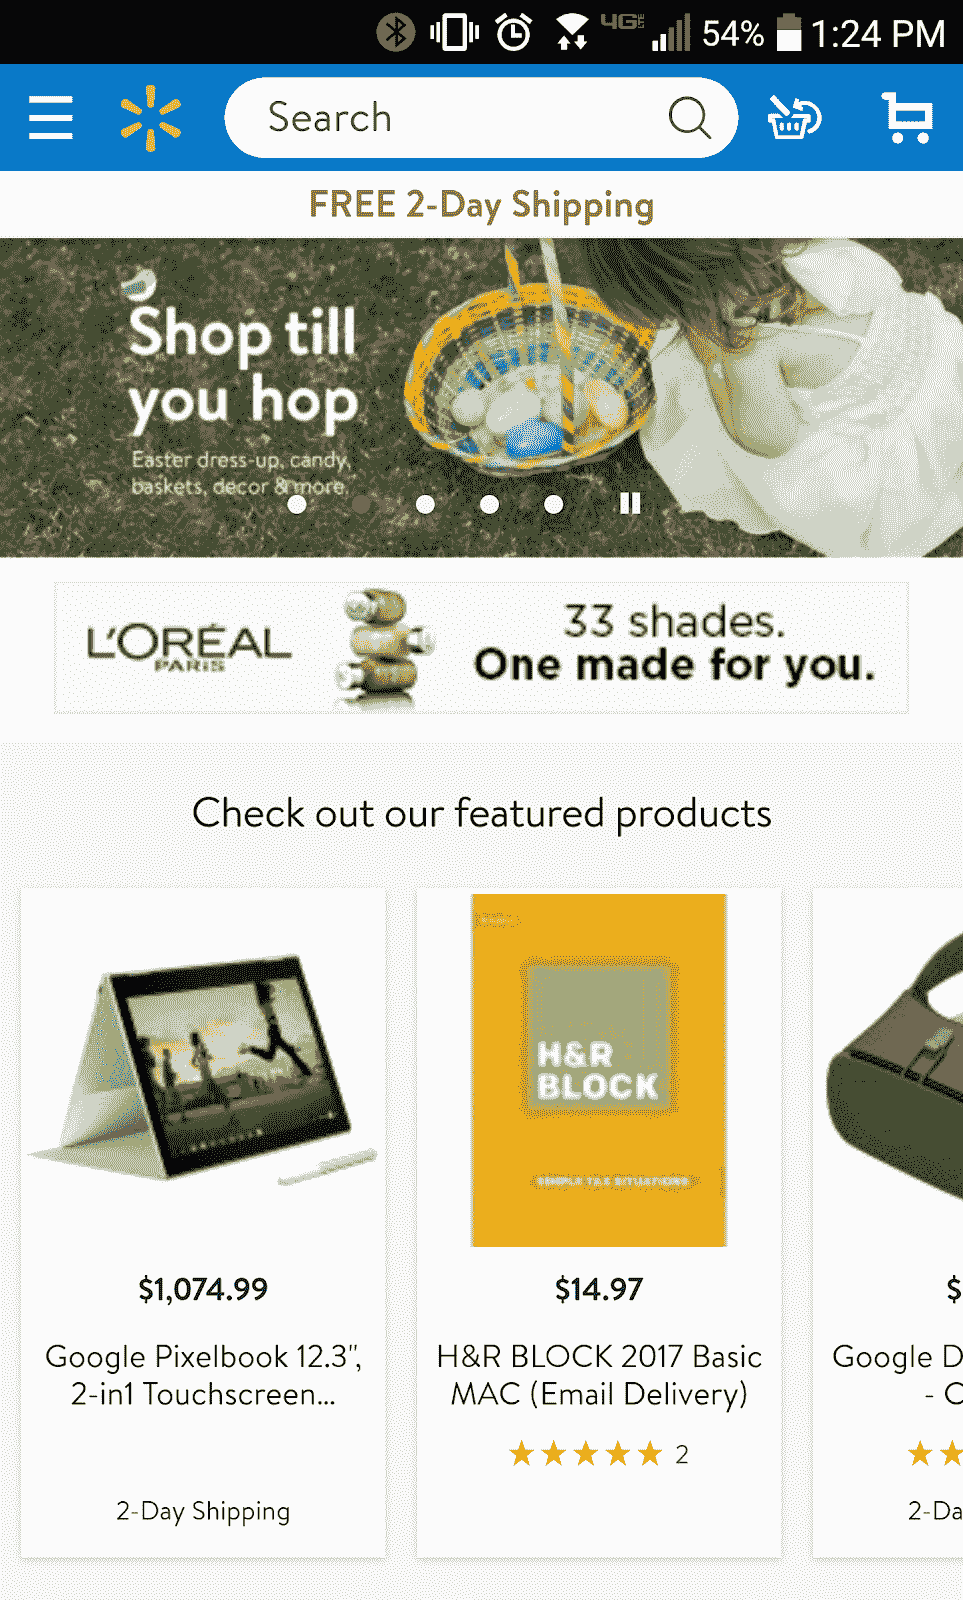 4G LTE 54% 1:24 PM
Search
FREE 2-Day Shipping
Shop till
you hop
Easter dress-up, candy,
baskets, decor & more.
L'ORÉAL
PARIS
33 shades.
One made for you.
Check out our featured products
H&R
BLOCK
$1,074.99
Google Pixelbook 12.3",
2-in1 Touchscreen...
2-Day Shipping
$14.97
H&R BLOCK 2017 Basic
MAC (Email Delivery)
2
$
Google D
- C
2-Da